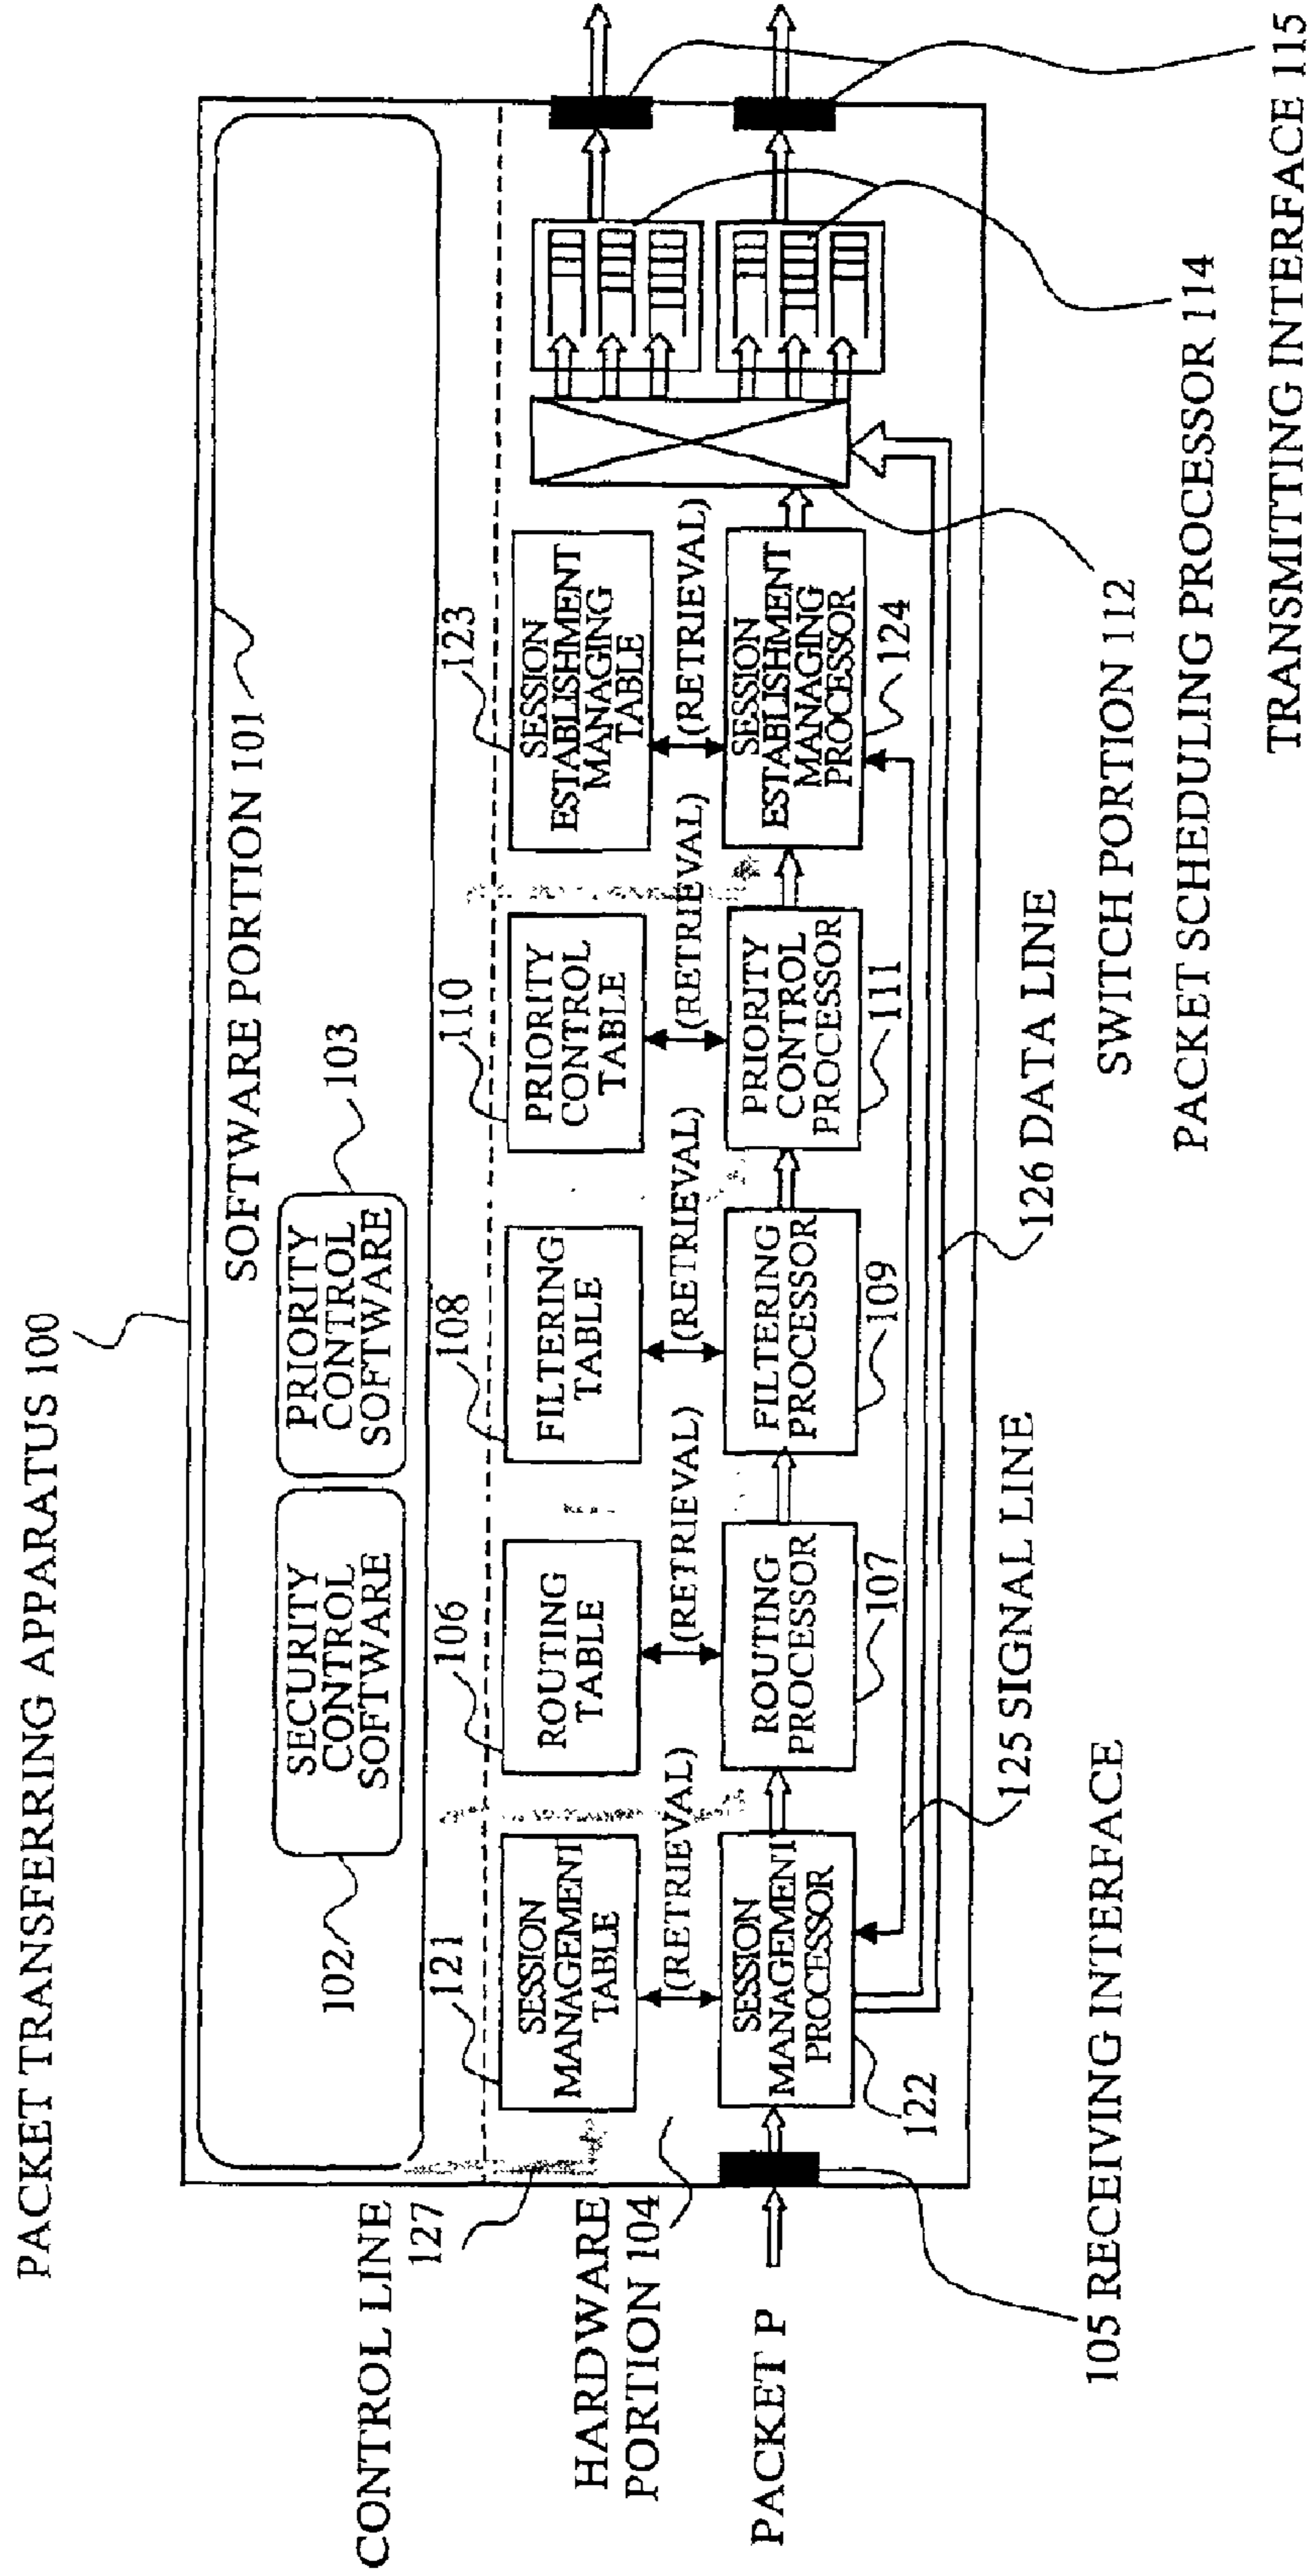 PACKET TRANSFERRING APPARATUS 100
SOFTWARE PORTION 101
SECURITY
CONTROL
SOFTWARE
102
PRIORITY
CONTROL
SOFTWARE
103
CONTROL LINE
127
HARDWARE
PORTION 104
PACKET P
121
SESSION
MANAGEMENT
TABLE
106
ROUTING
TABLE
108
FILTERING
TABLE
110
PRIORITY
CONTROL
TABLE
123
SESSION
ESTABLISHMENT
MANAGING
TABLE
(RETRIEVAL)
(RETRIEVAL)
(RETRIEVAL)
(RETRIEVAL)
(RETRIEVAL)
SESSION
MANAGEMENT
PROCESSOR
122
ROUTING
PROCESSOR
107
FILTERING
PROCESSOR
109
PRIORITY
CONTROL
PROCESSOR
111
SESSION
ESTABLISHMENT
MANAGING
PROCESSOR
124
125 SIGNAL LINE
126 DATA LINE
105 RECEIVING INTERFACE
SWITCH PORTION 112
PACKET SCHEDULING PROCESSOR 114
TRANSMITTING INTERFACE 115